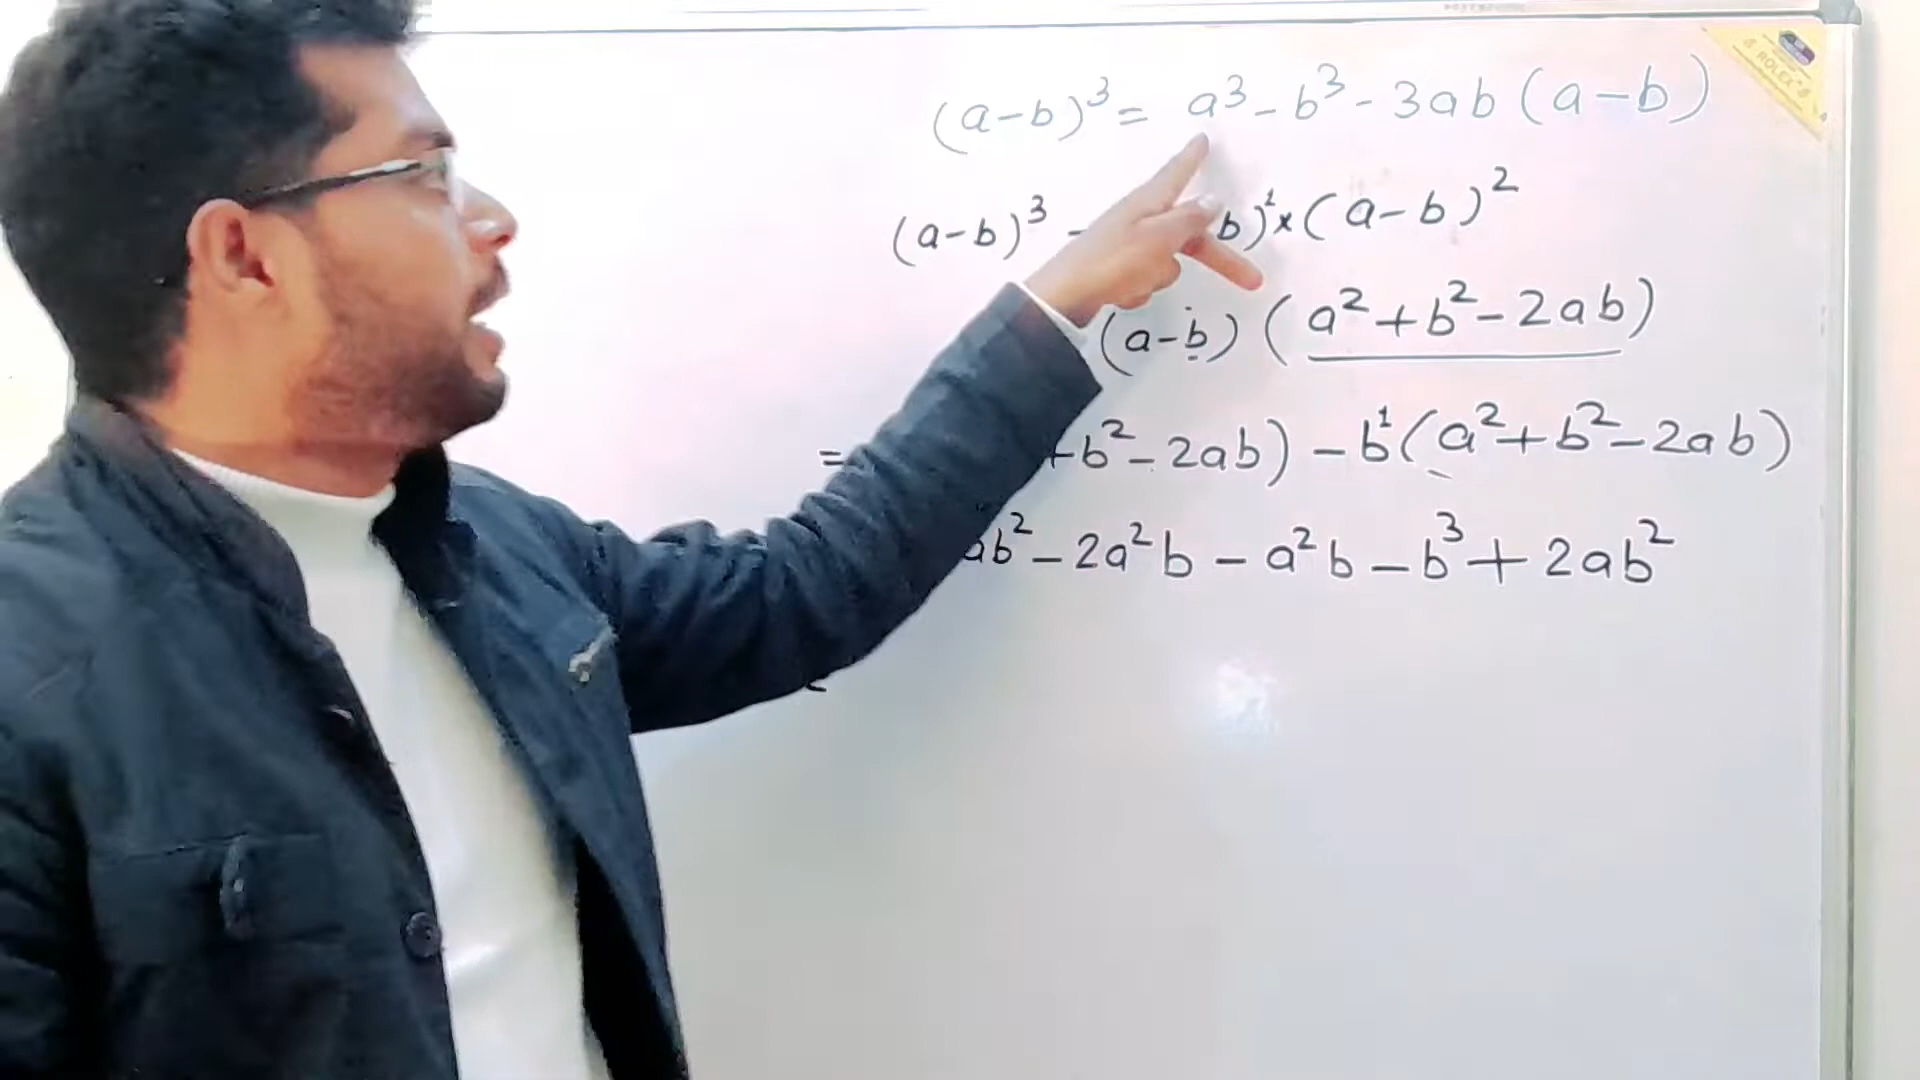 (a-b)³ = a³ - b³ - 3ab (a-b)
ROLEX
(a-b)³ - b)¹ × (a-b)²
(a-b) (a² + b² - 2ab)
= + b² - 2ab) - b¹ (a² + b² - 2ab)
ab² - 2a²b - a²b - b³ + 2ab²